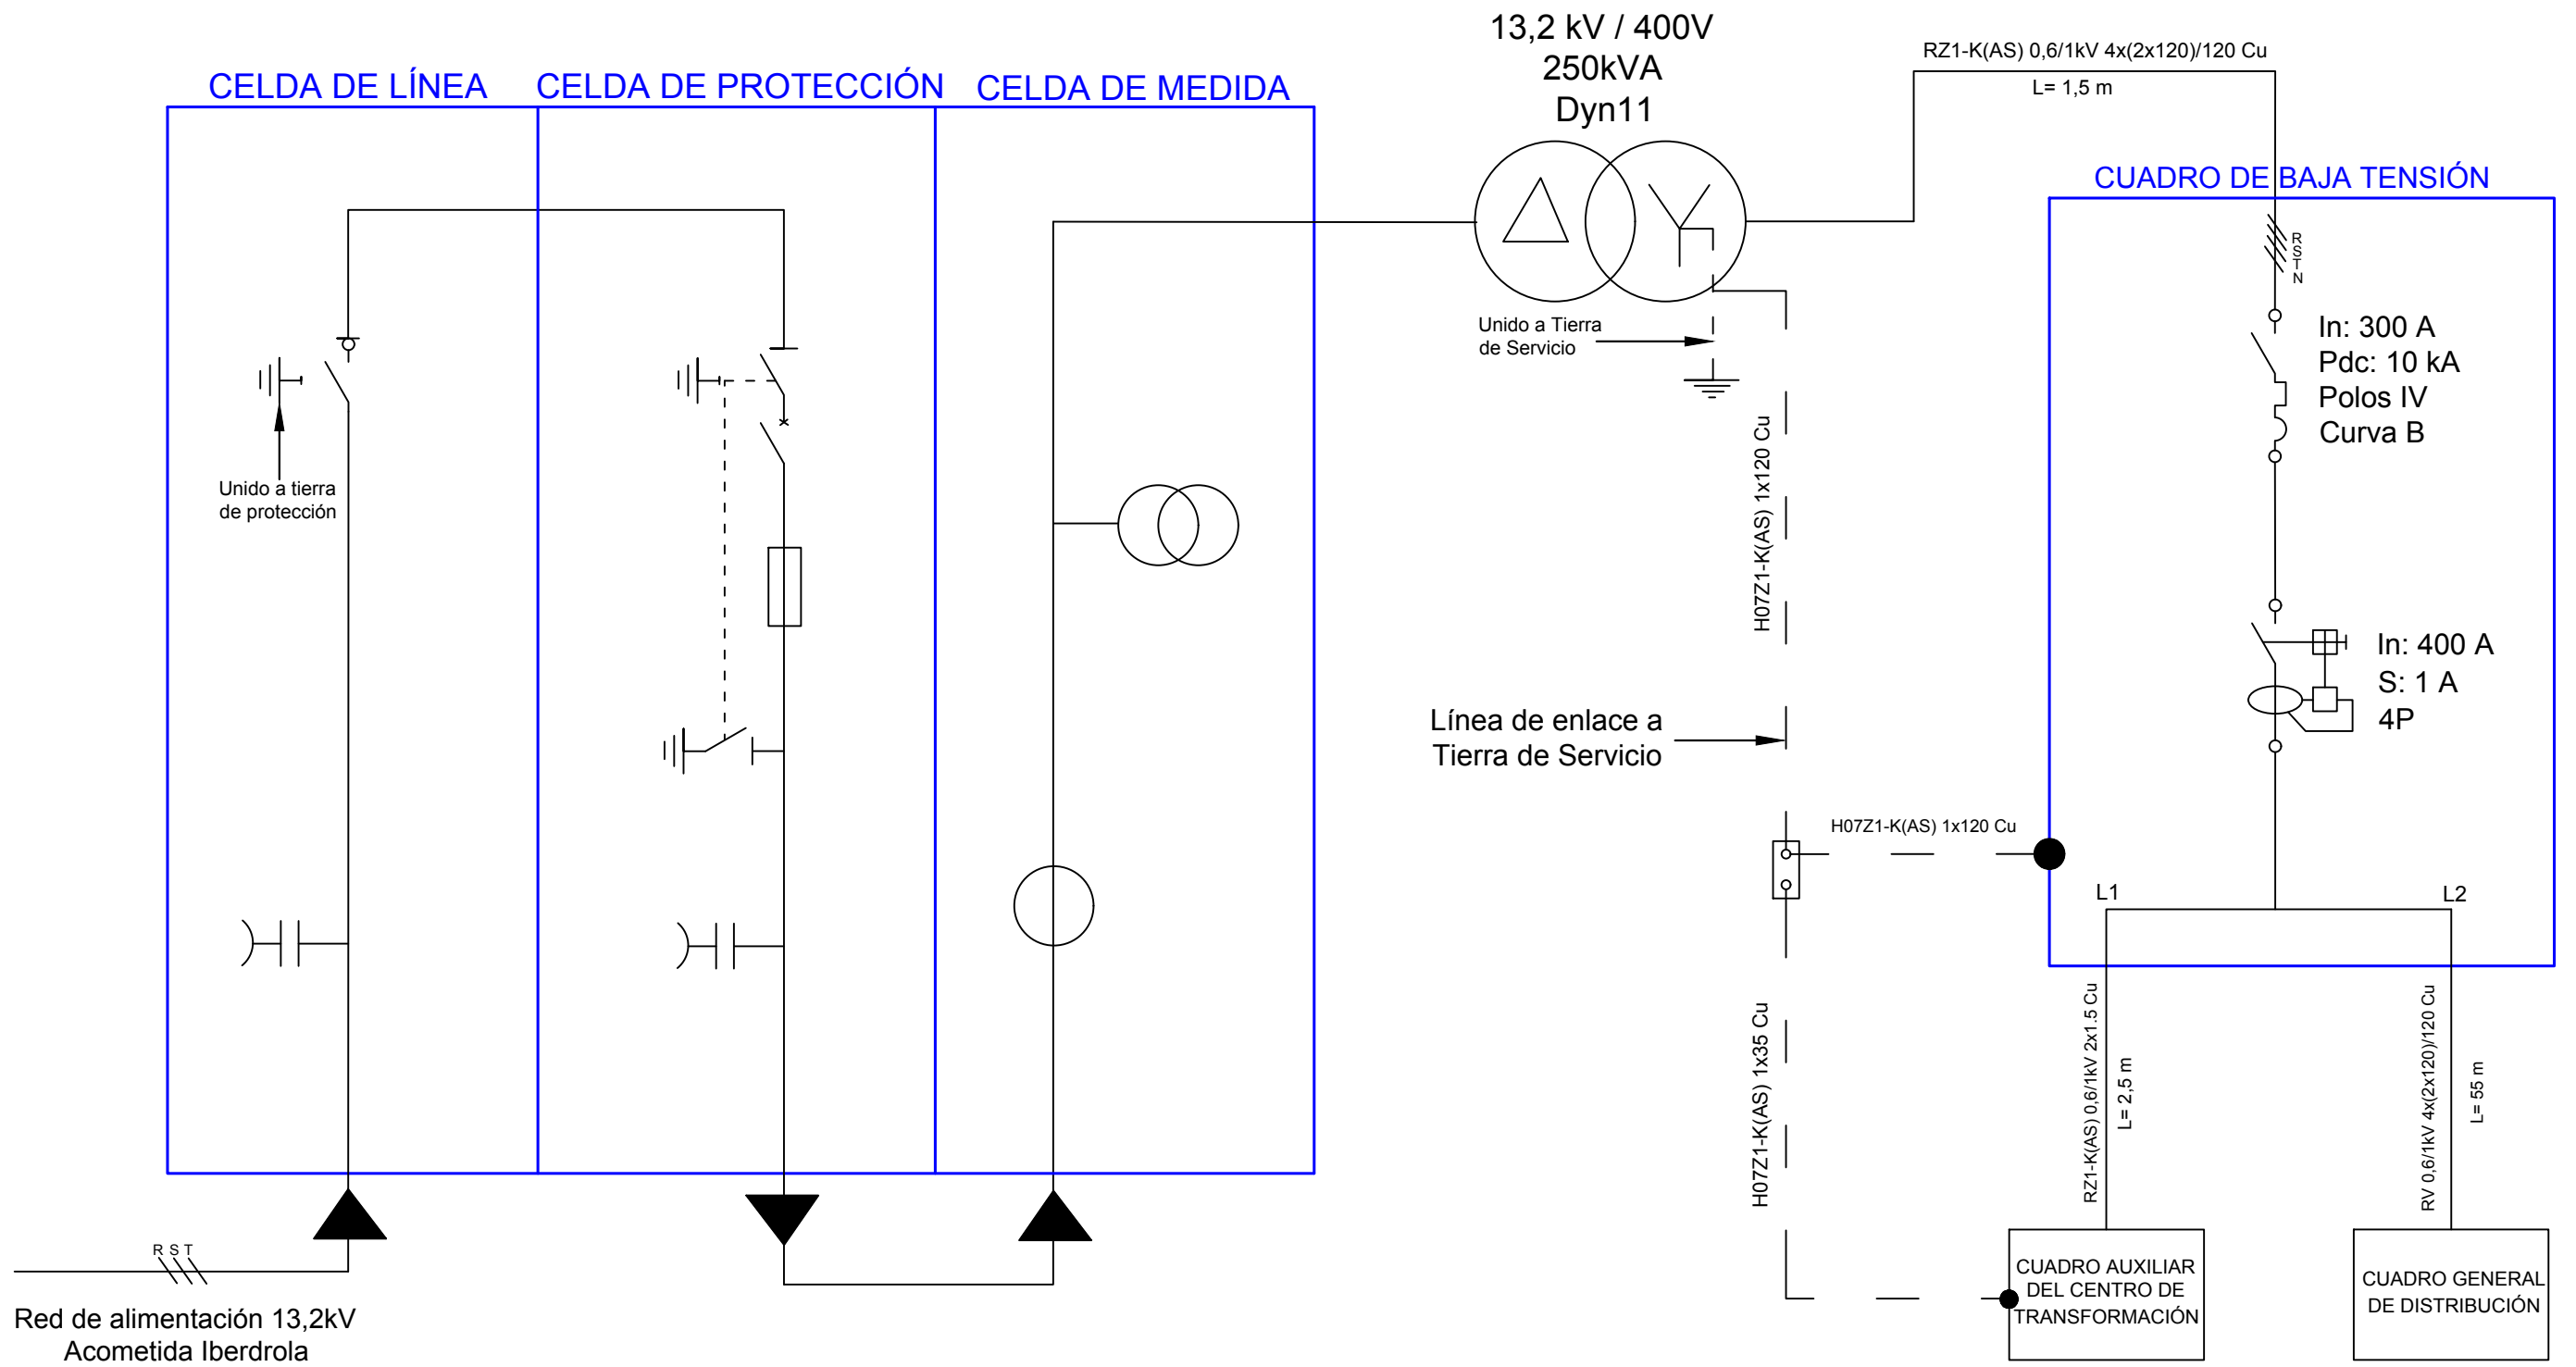 CELDA DE LÍNEA
CELDA DE PROTECCIÓN
CELDA DE MEDIDA
13,2 kV / 400V
250kVA
Dyn11
RZ1-K(AS) 0,6/1kV 4x(2x120)/120 Cu
L= 1,5 m
CUADRO DE BAJA TENSIÓN
R
S
T
N
In: 300 A
Pdc: 10 kA
Polos IV
Curva B
Unido a Tierra
de Servicio
Unido a tierra
de protección
H07Z1-K(AS) 1x120 Cu
In: 400 A
S: 1 A
4P
Línea de enlace a
Tierra de Servicio
H07Z1-K(AS) 1x120 Cu
L1
L2
H07Z1-K(AS) 1x35 Cu
RZ1-K(AS) 0,6/1kV 2x1.5 Cu
L= 2,5 m
RV 0,6/1kV 4x(2x120)/120 Cu
L= 55 m
R S T
Red de alimentación 13,2kV
Acometida Iberdrola
CUADRO AUXILIAR
DEL CENTRO DE
TRANSFORMACIÓN
CUADRO GENERAL
DE DISTRIBUCIÓN